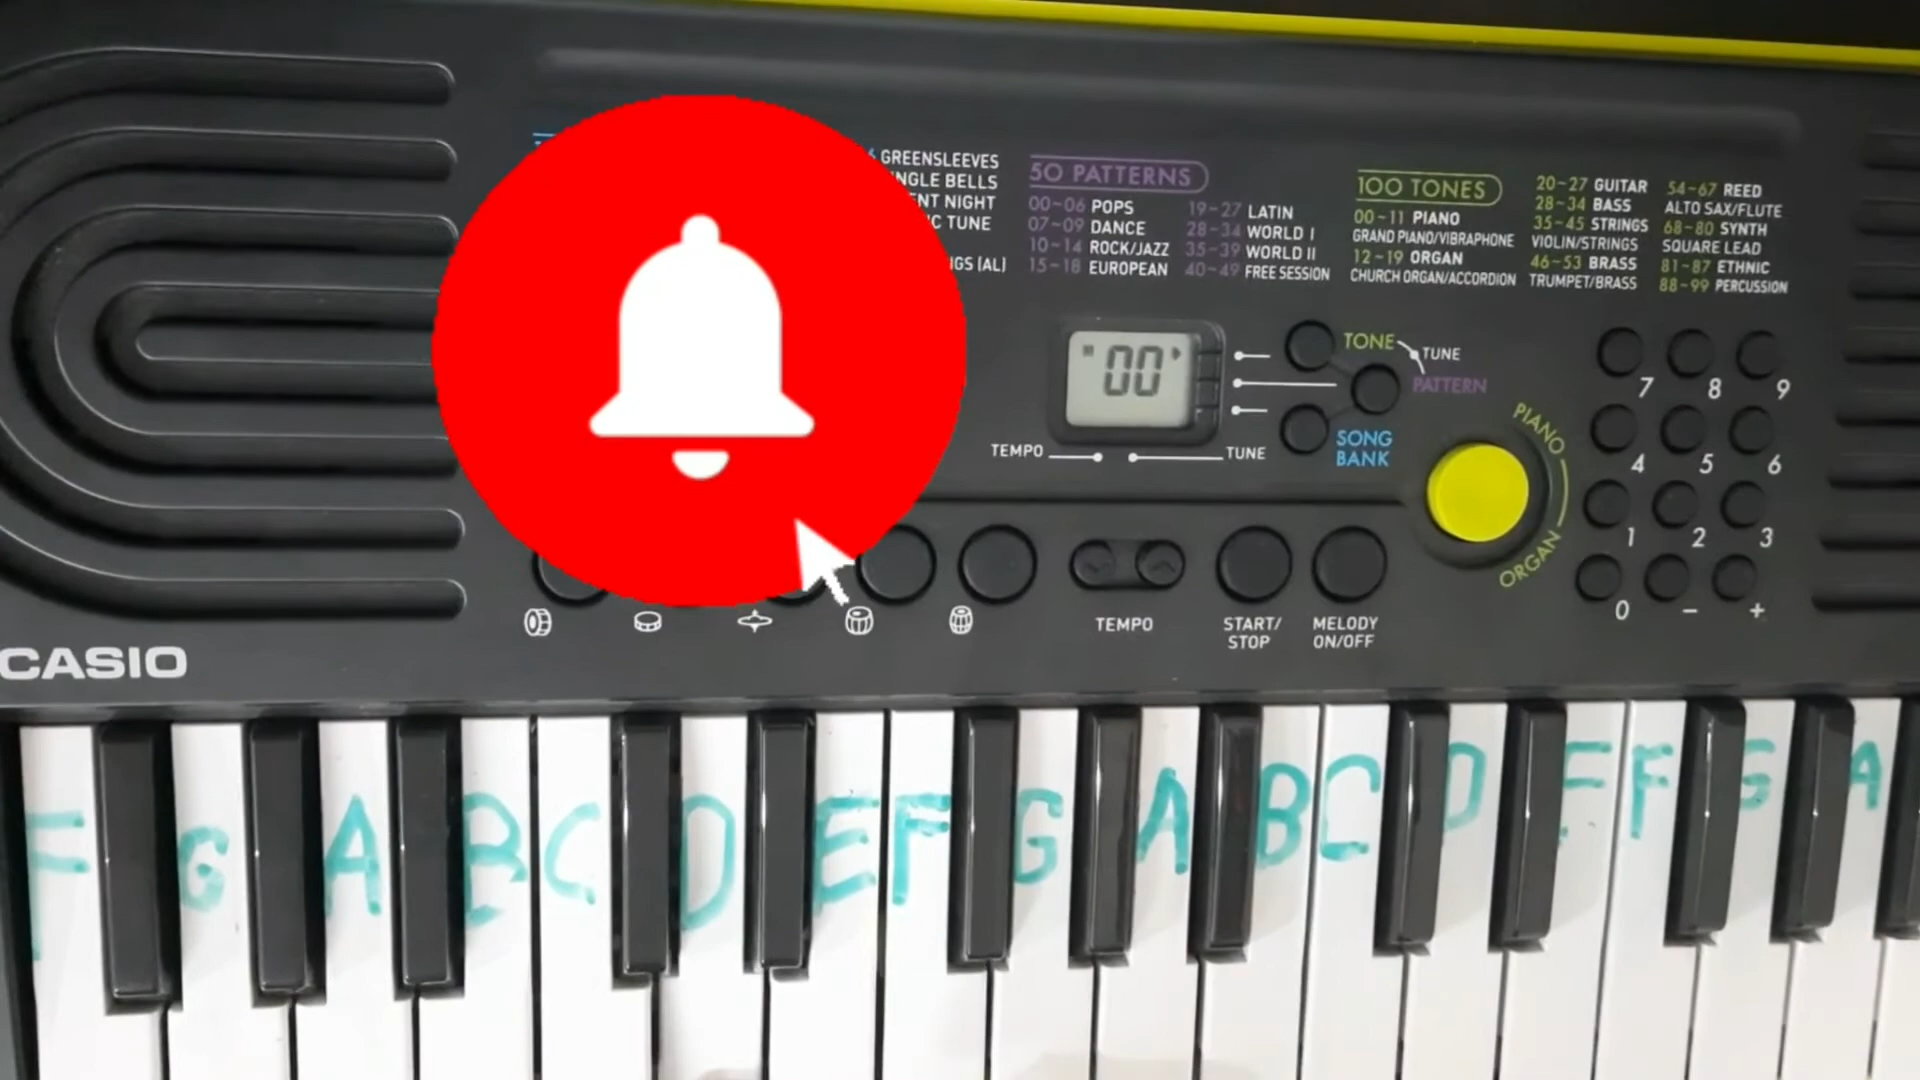 GREENSLEEVES
BELLS
NIGHT
TUNE
(AL)
50 PATTERNS
00~06 POPS
07~09 DANCE
10~14 ROCK/JAZZ
15~18 EUROPEAN
19~27 LATIN
28~34 WORLD I
35~39 WORLD II
40~49 FREE SESSION
100 TONES
00~11 PIANO
GRAND PIANO/VIBRAPHONE
12~19 ORGAN
CHURCH ORGAN/ACCORDION
20~27 GUITAR
28~34 BASS
35~45 STRINGS
VIOLIN/STRINGS
46~53 BRASS
TRUMPET/BRASS
54~67 REED
ALTO SAX/FLUTE
68~80 SYNTH
SQUARE LEAD
81~87 ETHNIC
88~99 PERCUSSION
00
TONE
TUNE
PATTERN
SONG
BANK
TEMPO
TUNE
PIANO
ORGAN
7 8 9
4 5 6
1 2 3
0 − +
TEMPO
START/
STOP
MELODY
ON/OFF
CASIO
F G A B C D E F G A B C D E F G A